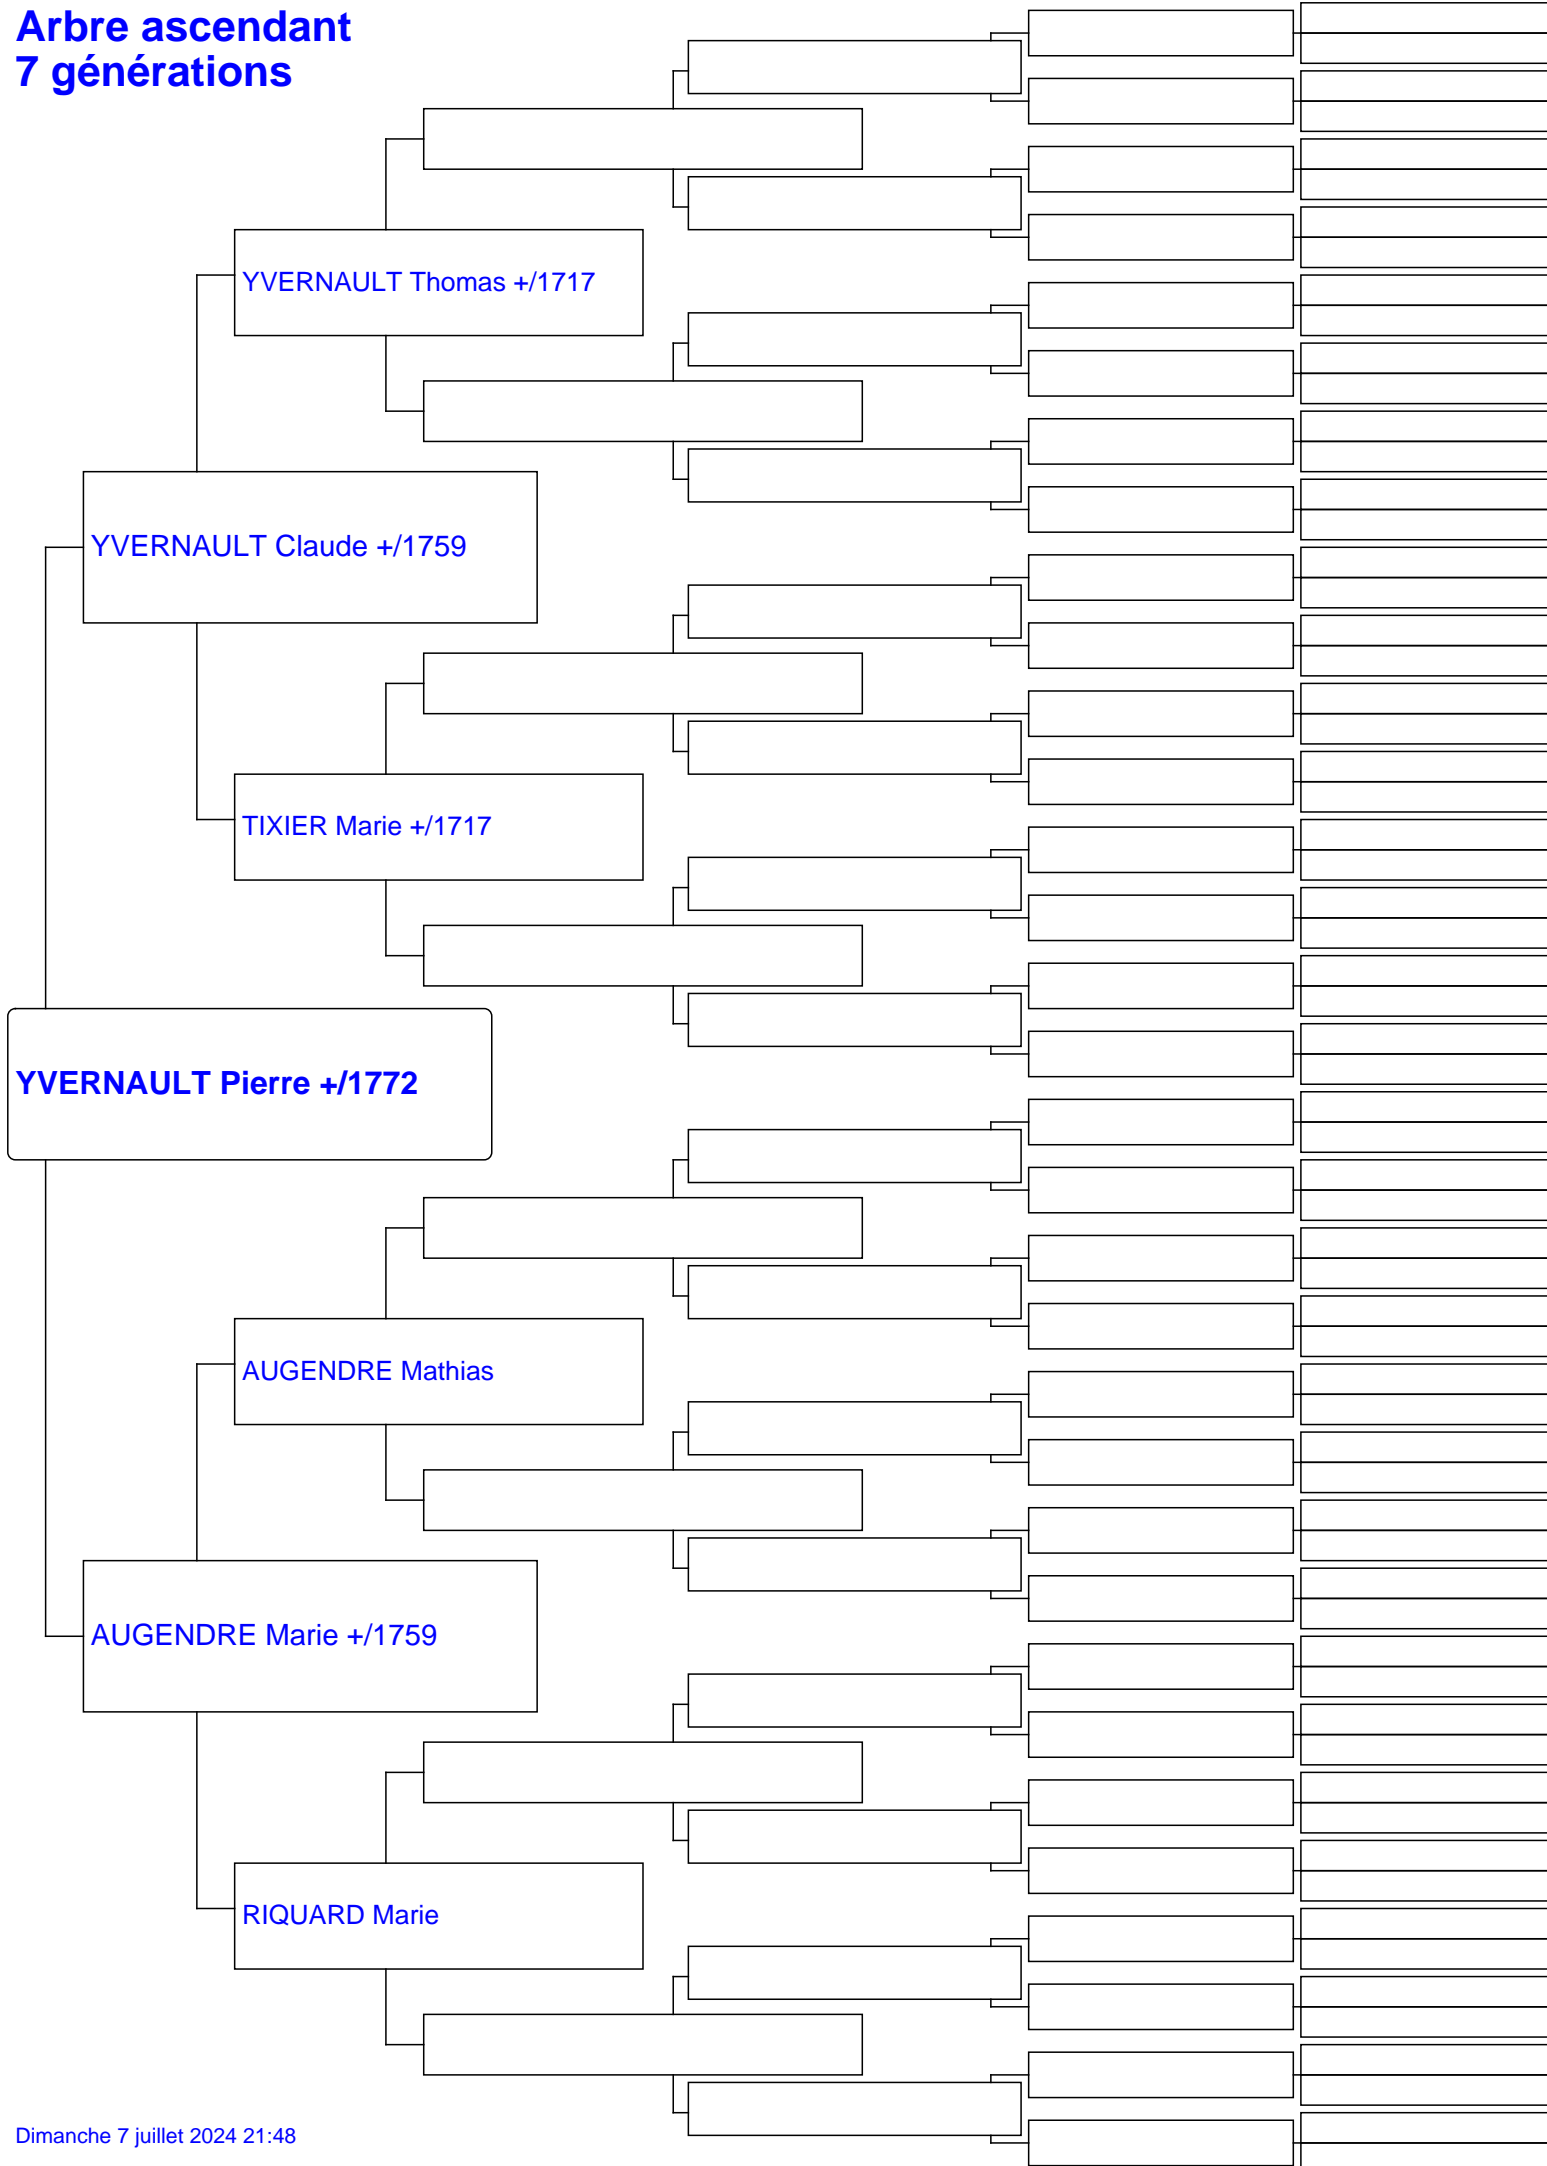 Arbre ascendant
7 générations
YVERNAULT Thomas +/1717
YVERNAULT Claude +/1759
TIXIER Marie +/1717
YVERNAULT Pierre +/1772
AUGENDRE Mathias
AUGENDRE Marie +/1759
RIQUARD Marie
Dimanche 7 juillet 2024 21:48